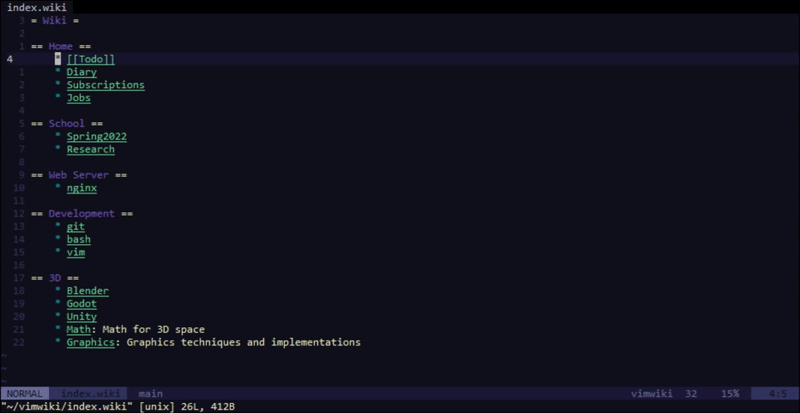 index.wiki
3 = Wiki =
2
1 == Home ==
4 * [[Todo]]
1 * Diary
2 * Subscriptions
3 * Jobs
4
5 == School ==
6 * Spring2022
7 * Research
8
9 == Web Server ==
10 * nginx
11
12 == Development ==
13 * git
14 * bash
15 * vim
16
17 == 3D ==
18 * Blender
19 * Godot
20 * Unity
21 * Math: Math for 3D space
22 * Graphics: Graphics techniques and implementations
~
~
~
NORMAL index.wiki main vimwiki 32 15% 4:5
"~/vimwiki/index.wiki" [unix] 26L, 412B